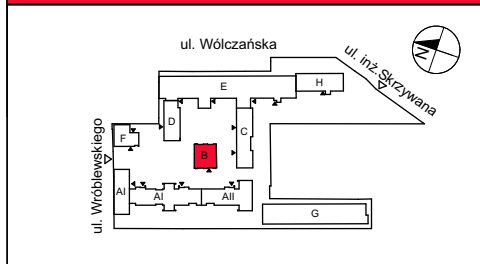 ul. Wólczańska
ul. inż.Skrzywana
N
E
H
D
C
F
B
ul. Wróblewskiego
AI
AI
AII
G